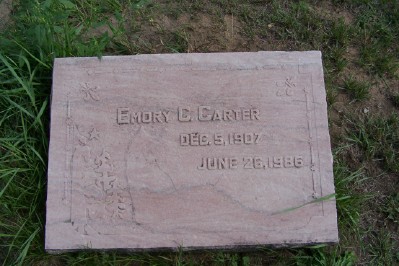 EMORY C. CARTER
DEC. 5, 1907
JUNE 26, 1986